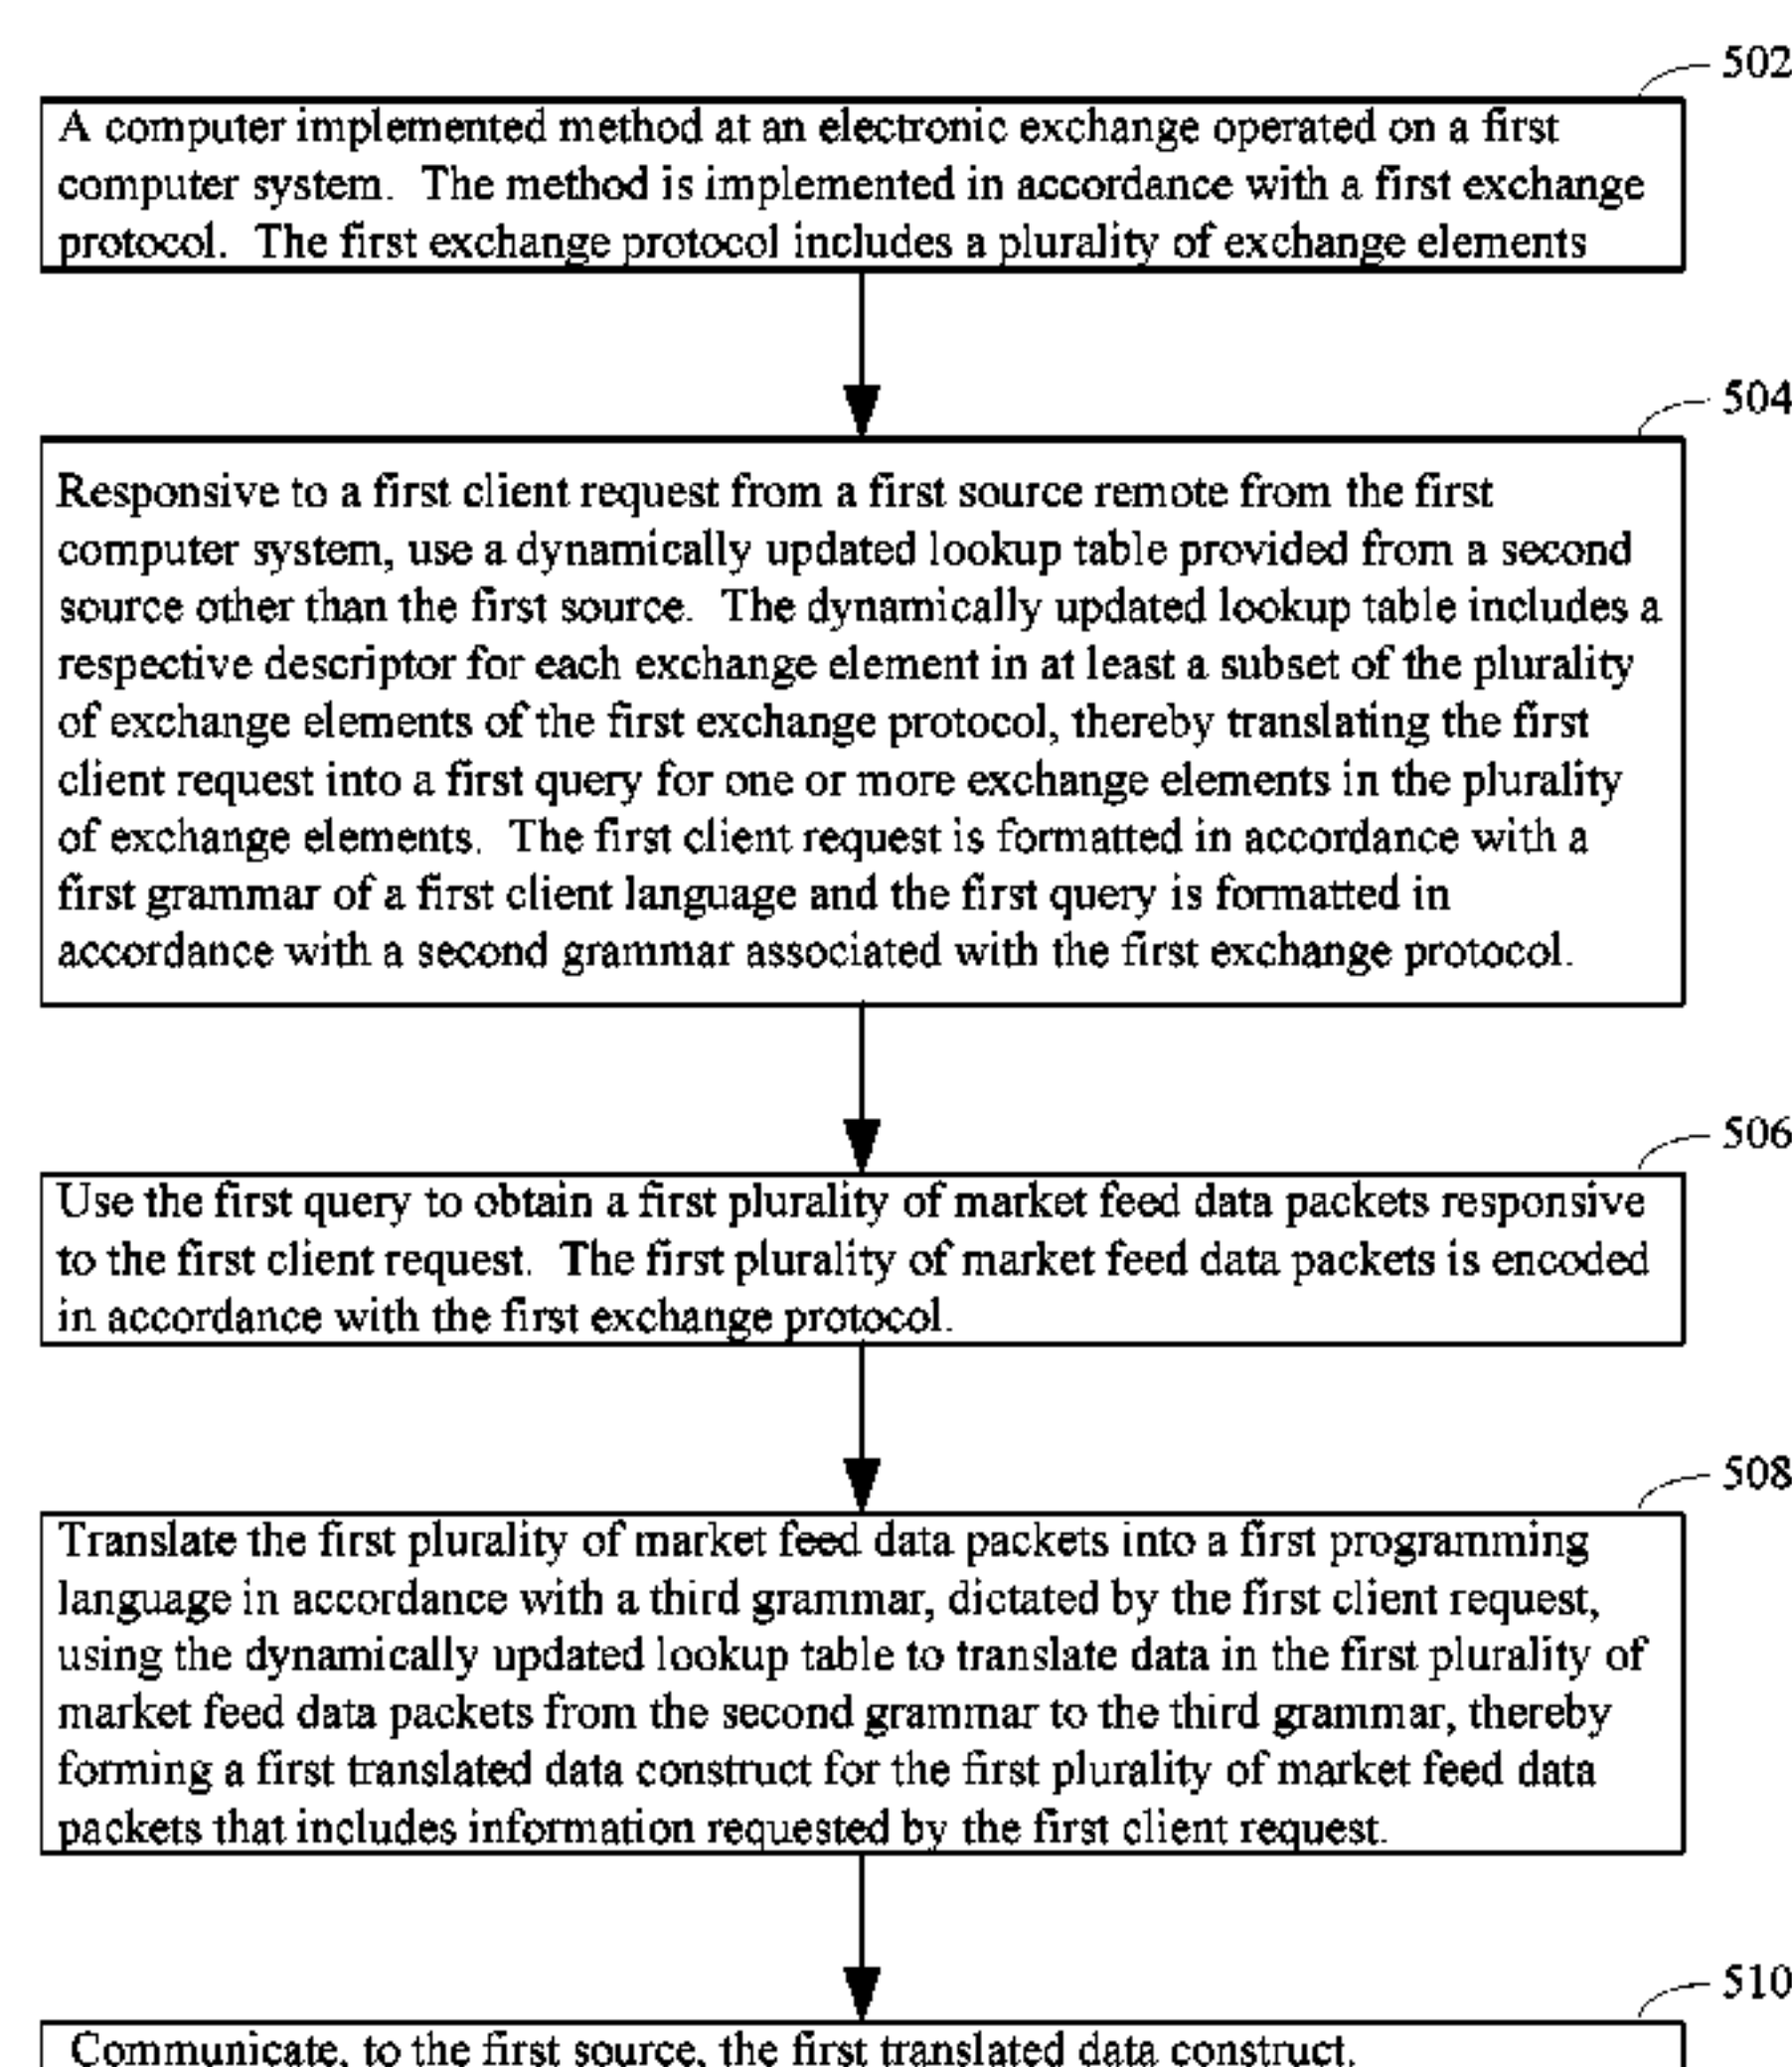 502
A computer implemented method at an electronic exchange operated on a first
computer system.  The method is implemented in accordance with a first exchange
protocol.  The first exchange protocol includes a plurality of exchange elements
504
Responsive to a first client request from a first source remote from the first
computer system, use a dynamically updated lookup table provided from a second
source other than the first source.  The dynamically updated lookup table includes a
respective descriptor for each exchange element in at least a subset of the plurality
of exchange elements of the first exchange protocol, thereby translating the first
client request into a first query for one or more exchange elements in the plurality
of exchange elements.  The first client request is formatted in accordance with a
first grammar of a first client language and the first query is formatted in
accordance with a second grammar associated with the first exchange protocol.
506
Use the first query to obtain a first plurality of market feed data packets responsive
to the first client request.  The first plurality of market feed data packets is encoded
in accordance with the first exchange protocol.
508
Translate the first plurality of market feed data packets into a first programming
language in accordance with a third grammar, dictated by the first client request,
using the dynamically updated lookup table to translate data in the first plurality of
market feed data packets from the second grammar to the third grammar, thereby
forming a first translated data construct for the first plurality of market feed data
packets that includes information requested by the first client request.
510
Communicate, to the first source, the first translated data construct.